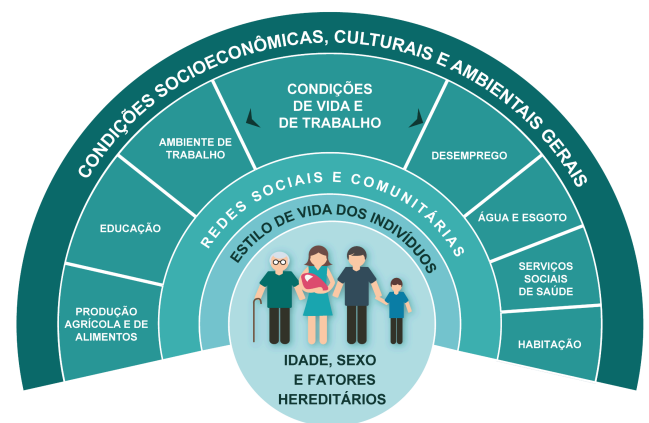 CONDIÇÕES SOCIOECONÔMICAS, CULTURAIS E AMBIENTAIS GERAIS
CONDIÇÕES
DE VIDA E
DE TRABALHO
AMBIENTE DE
TRABALHO
DESEMPREGO
EDUCAÇÃO
ÁGUA E ESGOTO
PRODUÇÃO
AGRÍCOLA E DE
ALIMENTOS
SERVIÇOS
SOCIAIS
DE SAÚDE
HABITAÇÃO
REDES SOCIAIS E COMUNITÁRIAS
ESTILO DE VIDA DOS INDIVÍDUOS
IDADE, SEXO
E FATORES
HEREDITÁRIOS